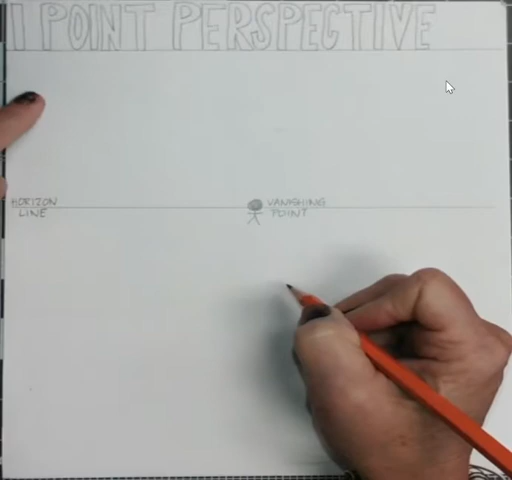 1 POINT PERSPECTIVE
HORIZON
LINE
VANISHING
POINT